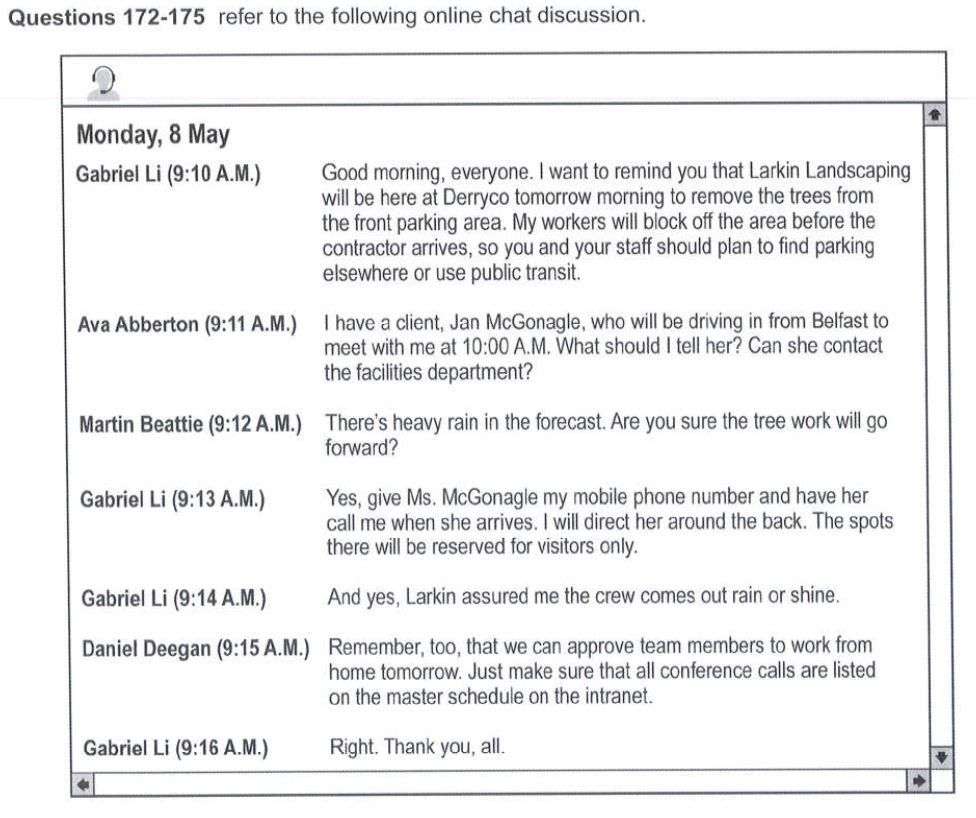 Questions 172-175 refer to the following online chat discussion.
Monday, 8 May
Gabriel Li (9:10 A.M.) Good morning, everyone. I want to remind you that Larkin Landscaping
will be here at Derryco tomorrow morning to remove the trees from
the front parking area. My workers will block off the area before the
contractor arrives, so you and your staff should plan to find parking
elsewhere or use public transit.
Ava Abberton (9:11 A.M.) I have a client, Jan McGonagle, who will be driving in from Belfast to
meet with me at 10:00 A.M. What should I tell her? Can she contact
the facilities department?
Martin Beattie (9:12 A.M.) There's heavy rain in the forecast. Are you sure the tree work will go
forward?
Gabriel Li (9:13 A.M.) Yes, give Ms. McGonagle my mobile phone number and have her
call me when she arrives. I will direct her around the back. The spots
there will be reserved for visitors only.
Gabriel Li (9:14 A.M.) And yes, Larkin assured me the crew comes out rain or shine.
Daniel Deegan (9:15 A.M.) Remember, too, that we can approve team members to work from
home tomorrow. Just make sure that all conference calls are listed
on the master schedule on the intranet.
Gabriel Li (9:16 A.M.) Right. Thank you, all.